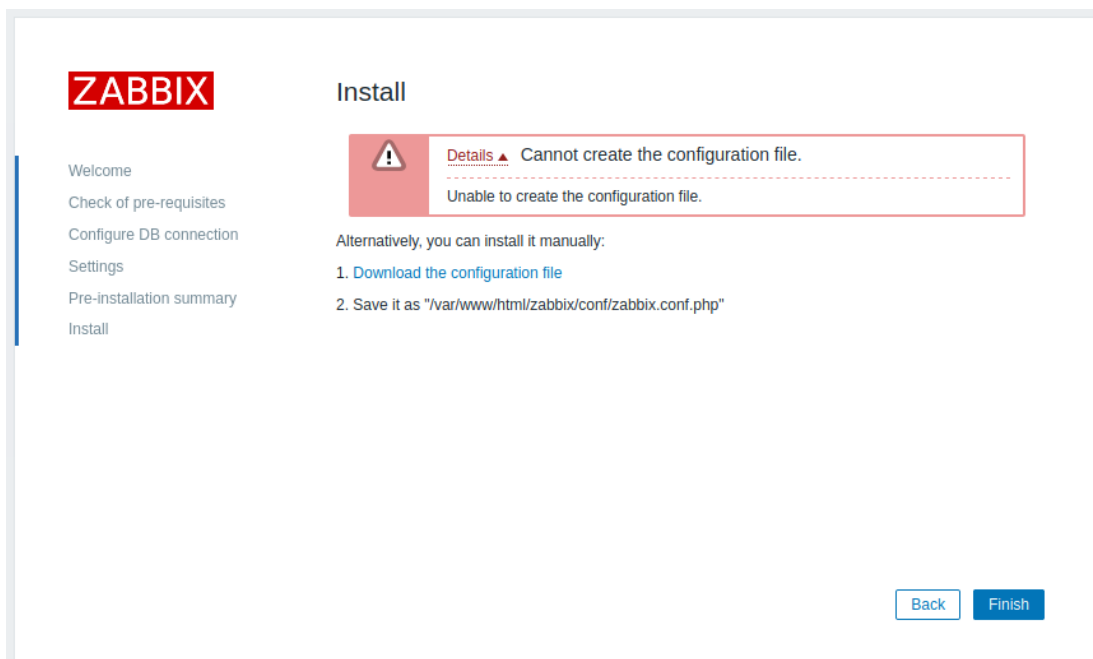 ZABBIX
Install
Details Cannot create the configuration file.
Unable to create the configuration file.
Welcome
Check of pre-requisites
Configure DB connection
Settings
Pre-installation summary
Install
Alternatively, you can install it manually:
1. Download the configuration file
2. Save it as "/var/www/html/zabbix/conf/zabbix.conf.php"
Back
Finish